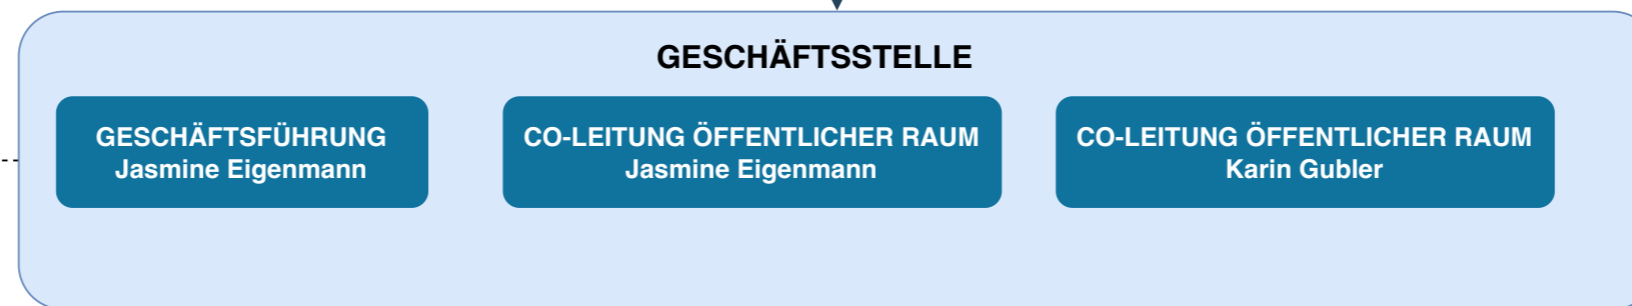 GESCHÄFTSSTELLE
GESCHÄFTSFÜHRUNG
Jasmine Eigenmann
CO-LEITUNG ÖFFENTLICHER RAUM
Jasmine Eigenmann
CO-LEITUNG ÖFFENTLICHER RAUM
Karin Gubler